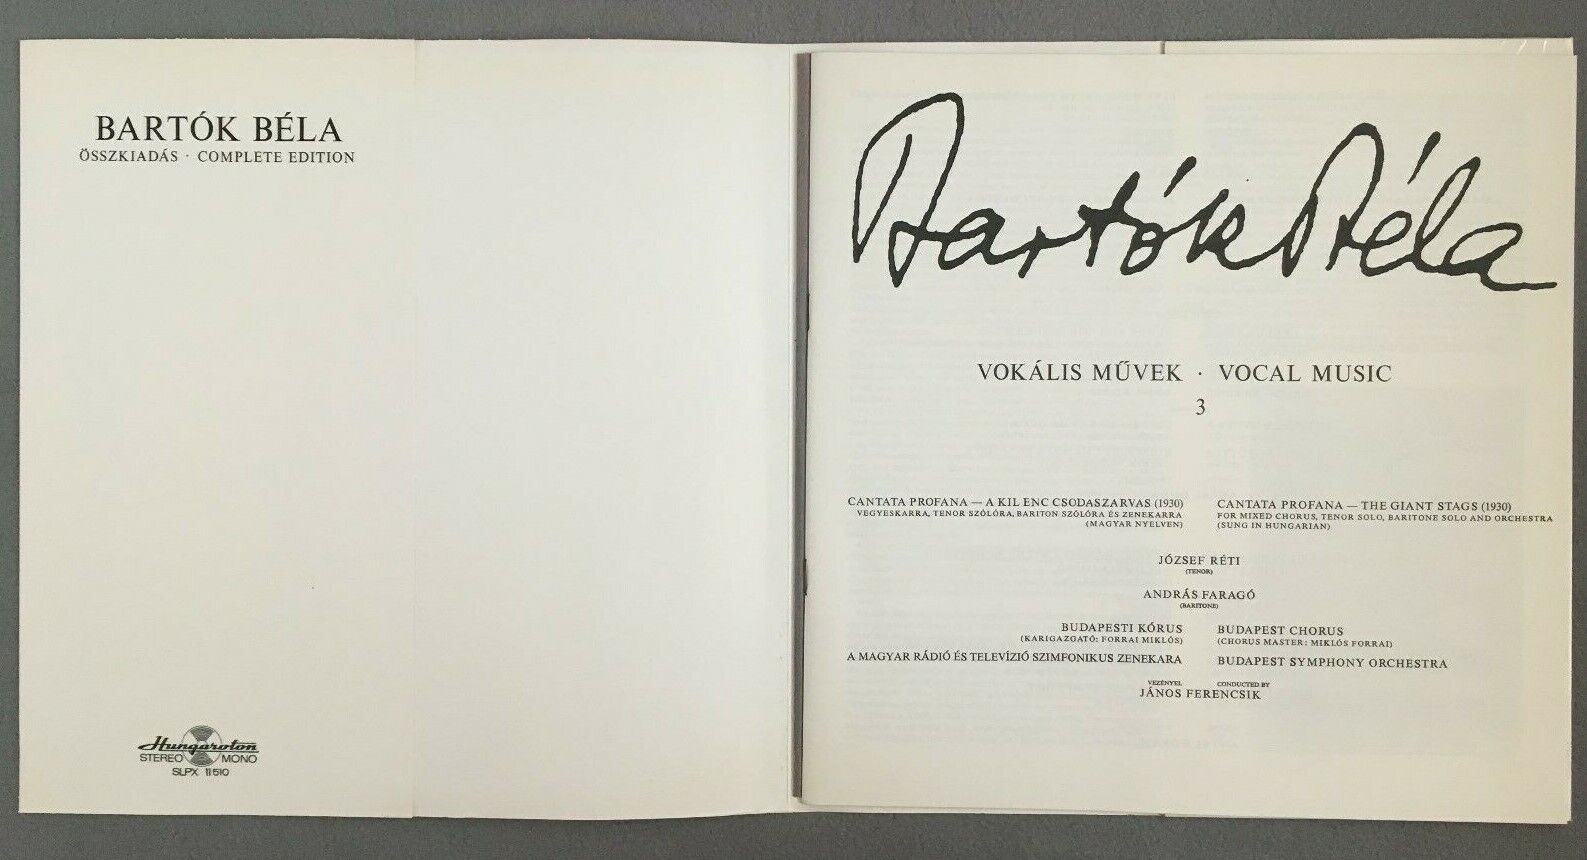 BARTÓK BÉLA
ÖSSZKIADÁS · COMPLETE EDITION
Hungaroton
STEREO MONO
SLPX 11510
Bartók Béla
VOKÁLIS MŰVEK · VOCAL MUSIC
3
CANTATA PROFANA — A KILENC CSODASZARVAS (1930)
VEGYESKARRA, TENOR SZÓLÓRA, BARITON SZÓLÓRA ÉS ZENEKARRA
(MAGYAR NYELVEN)
CANTATA PROFANA — THE GIANT STAGS (1930)
FOR MIXED CHORUS, TENOR SOLO, BARITONE SOLO AND ORCHESTRA
(SUNG IN HUNGARIAN)
JÓZSEF RÉTI
(TENOR)
ANDRÁS FARAGÓ
(BARITONE)
BUDAPESTI KÓRUS
(KARIGAZGATÓ: FORRAI MIKLÓS)
BUDAPEST CHORUS
(CHORUS MASTER: MIKLÓS FORRAI)
A MAGYAR RÁDIÓ ÉS TELEVÍZIÓ SZIMFONIKUS ZENEKARA
BUDAPEST SYMPHONY ORCHESTRA
VEZÉNYEL CONDUCTED BY
JÁNOS FERENCSIK